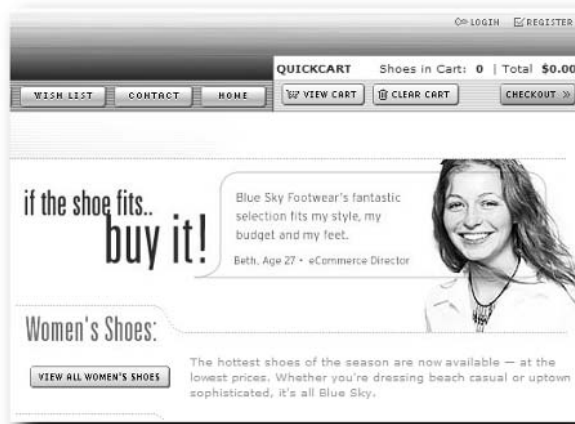 LOGIN REGISTER
QUICKCART Shoes in Cart: 0 | Total $0.00
WISH LIST CONTACT HOME VIEW CART CLEAR CART CHECKOUT »
if the shoe fits..
buy it!
Blue Sky Footwear's fantastic
selection fits my style, my
budget and my feet.
Beth, Age 27 • eCommerce Director
Women's Shoes:
VIEW ALL WOMEN'S SHOES
The hottest shoes of the season are now available — at the
lowest prices. Whether you're dressing beach casual or uptown
sophisticated, it's all Blue Sky.